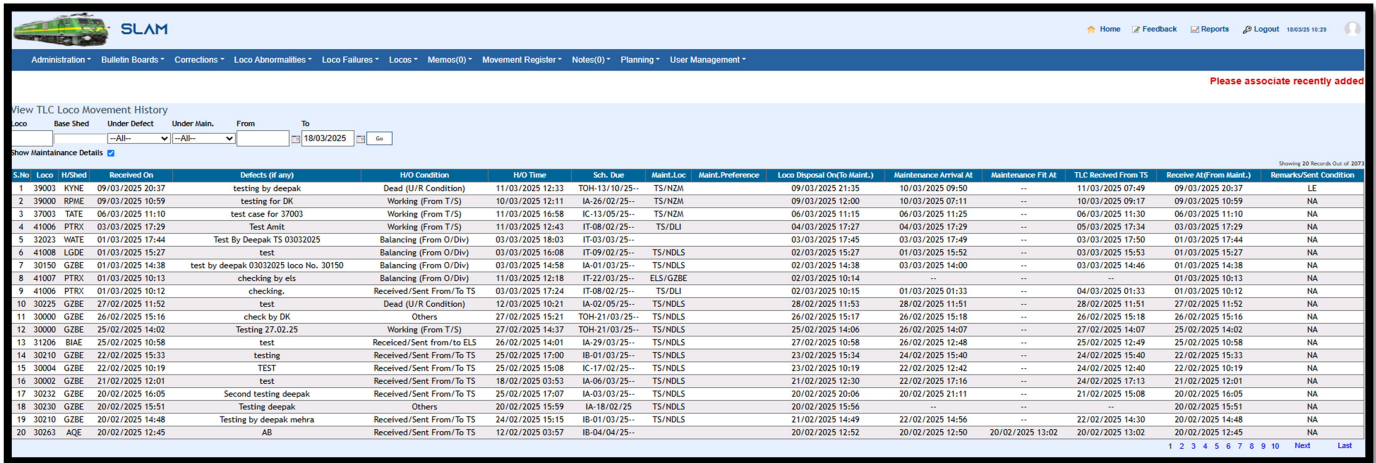 SLAM
Home Feedback Reports Logout 18/03/25 10:29
Administration Bulletin Boards Corrections Loco Abnormalities Loco Failures Locos Memos(0) Movement Register Notes(0) Planning User Management
Please associate recently added
View TLC Loco Movement History
Loco Base Shed Under Defect Under Main. From To
--All-- --All-- 18/03/2025 Go
Show Maintainance Details
Showing 20 Records Out of 2073
S.No Loco H/Shed Received On Defects (if any) H/O Condition H/O Time Sch. Due Maint.Loc Maint.Preference Loco Disposal On(To Maint.) Maintenance Arrival At Maintenance Fit At TLC Recived From TS Receive At(From Maint.) Remarks/Sent Condition
1 39003 KYNE 09/03/2025 20:37 testing by deepak Dead (U/R Condition) 11/03/2025 12:33 TOH-13/10/25-- TS/NZM 09/03/2025 21:35 10/03/2025 09:50 -- 11/03/2025 07:49 09/03/2025 20:37 LE
2 39000 RPME 09/03/2025 10:59 testing for DK Working (From T/S) 10/03/2025 12:11 IA-26/02/25-- TS/NZM 09/03/2025 12:00 10/03/2025 07:11 -- 10/03/2025 09:17 09/03/2025 10:59 NA
3 37003 TATE 06/03/2025 11:10 test case for 37003 Working (From T/S) 11/03/2025 16:58 IC-13/05/25-- TS/NZM 06/03/2025 11:15 06/03/2025 11:25 -- 06/03/2025 11:30 06/03/2025 11:10 NA
4 41006 PTRX 03/03/2025 17:29 Test Amit Working (From T/S) 11/03/2025 12:43 IT-08/02/25-- TS/DLI 04/03/2025 17:27 04/03/2025 17:29 -- 05/03/2025 17:34 03/03/2025 17:29 NA
5 32023 WATE 01/03/2025 17:44 Test By Deepak TS 03032025 Balancing (From O/Div) 03/03/2025 18:03 IT-03/03/25-- 03/03/2025 17:45 03/03/2025 17:49 -- 03/03/2025 17:50 01/03/2025 17:44 NA
6 41008 LGDE 01/03/2025 15:27 test Balancing (From O/Div) 03/03/2025 16:08 IT-09/02/25-- TS/NDLS 02/03/2025 15:27 01/03/2025 15:52 -- 03/03/2025 15:53 01/03/2025 15:27 NA
7 30150 GZBE 01/03/2025 14:38 test by deepak 03032025 loco No. 30150 Balancing (From O/Div) 03/03/2025 14:58 IA-01/03/25-- TS/NDLS 02/03/2025 14:38 03/03/2025 14:00 -- 03/03/2025 14:46 01/03/2025 14:38 NA
8 41007 PTRX 01/03/2025 10:13 checking by els Balancing (From O/Div) 11/03/2025 12:18 IT-22/03/25-- ELS/GZBE 02/03/2025 10:14 -- -- -- 01/03/2025 10:13 NA
9 41006 PTRX 01/03/2025 10:12 checking. Received/Sent From/To TS 03/03/2025 17:24 IT-08/02/25-- TS/DLI 02/03/2025 10:15 01/03/2025 01:33 -- 04/03/2025 01:33 01/03/2025 10:12 NA
10 30225 GZBE 27/02/2025 11:52 test Dead (U/R Condition) 12/03/2025 10:21 IA-02/05/25-- TS/NDLS 28/02/2025 11:53 28/02/2025 11:51 -- 28/02/2025 11:51 27/02/2025 11:52 NA
11 30000 GZBE 26/02/2025 15:16 check by DK Others 27/02/2025 15:21 TOH-21/03/25-- TS/NDLS 26/02/2025 15:17 26/02/2025 15:18 -- 26/02/2025 15:18 26/02/2025 15:16 NA
12 30000 GZBE 25/02/2025 14:02 Testing 27.02.25 Working (From T/S) 27/02/2025 14:37 TOH-21/03/25-- TS/NDLS 25/02/2025 14:06 26/02/2025 14:07 -- 27/02/2025 14:07 25/02/2025 14:02 NA
13 31206 BIAE 25/02/2025 10:58 test Receiced/Sent from/to ELS 26/02/2025 14:01 IA-29/03/25-- TS/NDLS 27/02/2025 10:58 26/02/2025 12:48 -- 25/02/2025 12:49 25/02/2025 10:58 NA
14 30210 GZBE 22/02/2025 15:33 testing Received/Sent From/To TS 25/02/2025 17:00 IB-01/03/25-- TS/NDLS 23/02/2025 15:34 24/02/2025 15:40 -- 24/02/2025 15:40 22/02/2025 15:33 NA
15 30004 GZBE 22/02/2025 10:19 TEST Received/Sent From/To TS 25/02/2025 15:08 IC-17/02/25-- TS/NDLS 23/02/2025 10:19 22/02/2025 12:42 -- 24/02/2025 12:40 22/02/2025 10:19 NA
16 30002 GZBE 21/02/2025 12:01 test Received/Sent From/To TS 18/02/2025 03:53 IA-06/03/25-- TS/NDLS 21/02/2025 12:30 22/02/2025 17:16 -- 24/02/2025 17:13 21/02/2025 12:01 NA
17 30232 GZBE 20/02/2025 16:05 Second testing deepak Received/Sent From/To TS 25/02/2025 17:07 IA-03/03/25-- TS/NDLS 20/02/2025 20:06 20/02/2025 21:11 -- 21/02/2025 15:08 20/02/2025 16:05 NA
18 30230 GZBE 20/02/2025 15:51 Testing deepak Others 20/02/2025 15:59 IA-18/02/25 TS/NDLS 20/02/2025 15:56 -- -- -- 20/02/2025 15:51 NA
19 30210 GZBE 20/02/2025 14:48 Testing by deepak mehra Received/Sent From/To TS 24/02/2025 15:15 IB-01/03/25-- TS/NDLS 21/02/2025 14:49 22/02/2025 14:56 -- 22/02/2025 14:30 20/02/2025 14:48 NA
20 30263 AQE 20/02/2025 12:45 AB Received/Sent From/To TS 12/02/2025 03:57 IB-04/04/25-- 20/02/2025 12:52 20/02/2025 12:50 20/02/2025 13:02 20/02/2025 13:02 20/02/2025 12:45 NA
1 2 3 4 5 6 7 8 9 10 Next Last